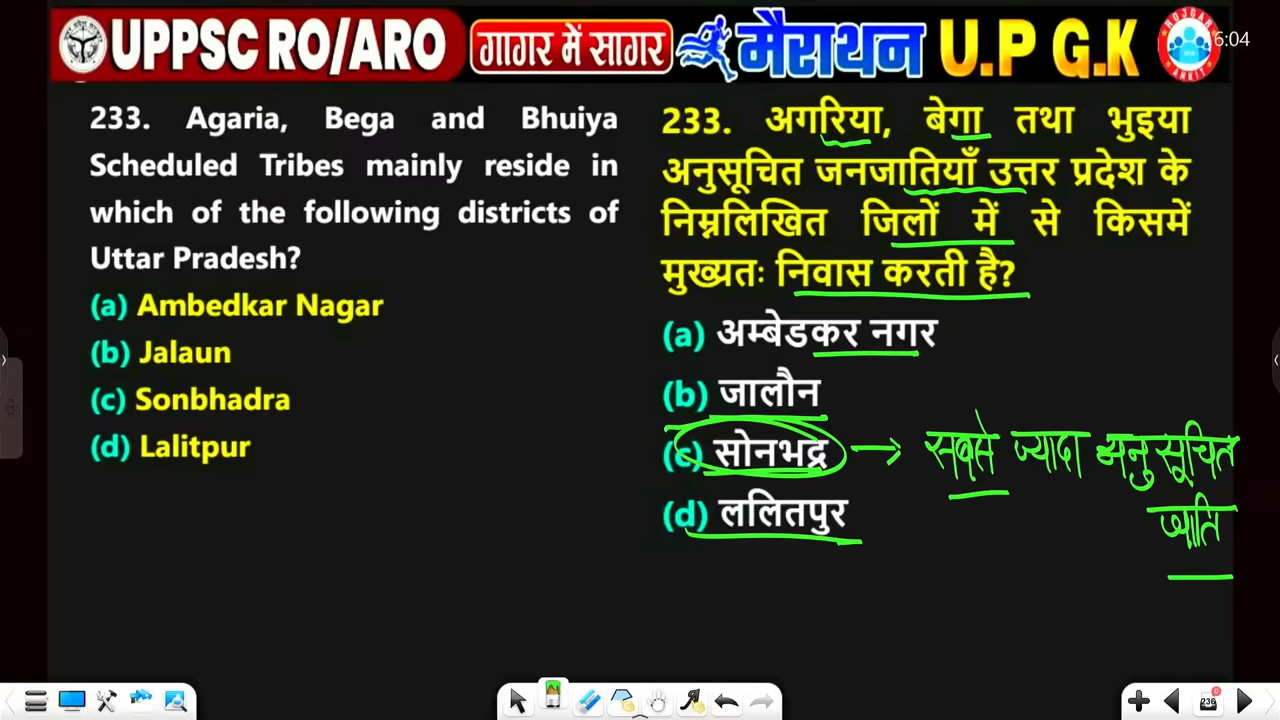 UPPSC RO/ARO गागर में सागर मैराथन U.P G.K
6:04
233. Agaria, Bega and Bhuiya
Scheduled Tribes mainly reside in
which of the following districts of
Uttar Pradesh?
(a) Ambedkar Nagar
(b) Jalaun
(c) Sonbhadra
(d) Lalitpur
233. अगरिया, बेगा तथा भुइया
अनुसूचित जनजातियाँ उत्तर प्रदेश के
निम्नलिखित जिलों में से किसमें
मुख्यतः निवास करती है?
(a) अम्बेडकर नगर
(b) जालौन
(c) सोनभद्र → सबसे ज्यादा अनुसूचित
(d) ललितपुर
236
0